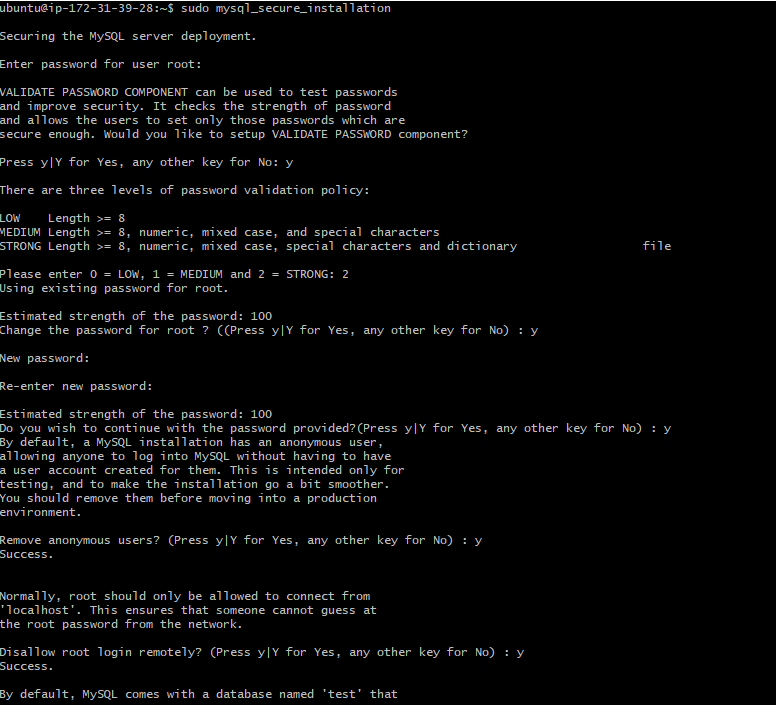 ubuntu@ip-172-31-39-28:~$ sudo mysql_secure_installation
Securing the MySQL server deployment.
Enter password for user root:
VALIDATE PASSWORD COMPONENT can be used to test passwords
and improve security. It checks the strength of password
and allows the users to set only those passwords which are
secure enough. Would you like to setup VALIDATE PASSWORD component?
Press y|Y for Yes, any other key for No: y
There are three levels of password validation policy:
LOW    Length >= 8
MEDIUM Length >= 8, numeric, mixed case, and special characters
STRONG Length >= 8, numeric, mixed case, special characters and dictionary                  file
Please enter 0 = LOW, 1 = MEDIUM and 2 = STRONG: 2
Using existing password for root.
Estimated strength of the password: 100
Change the password for root ? ((Press y|Y for Yes, any other key for No) : y
New password:
Re-enter new password:
Estimated strength of the password: 100
Do you wish to continue with the password provided?(Press y|Y for Yes, any other key for No) : y
By default, a MySQL installation has an anonymous user,
allowing anyone to log into MySQL without having to have
a user account created for them. This is intended only for
testing, and to make the installation go a bit smoother.
You should remove them before moving into a production
environment.
Remove anonymous users? (Press y|Y for Yes, any other key for No) : y
Success.
Normally, root should only be allowed to connect from
'localhost'. This ensures that someone cannot guess at
the root password from the network.
Disallow root login remotely? (Press y|Y for Yes, any other key for No) : y
Success.
By default, MySQL comes with a database named 'test' that